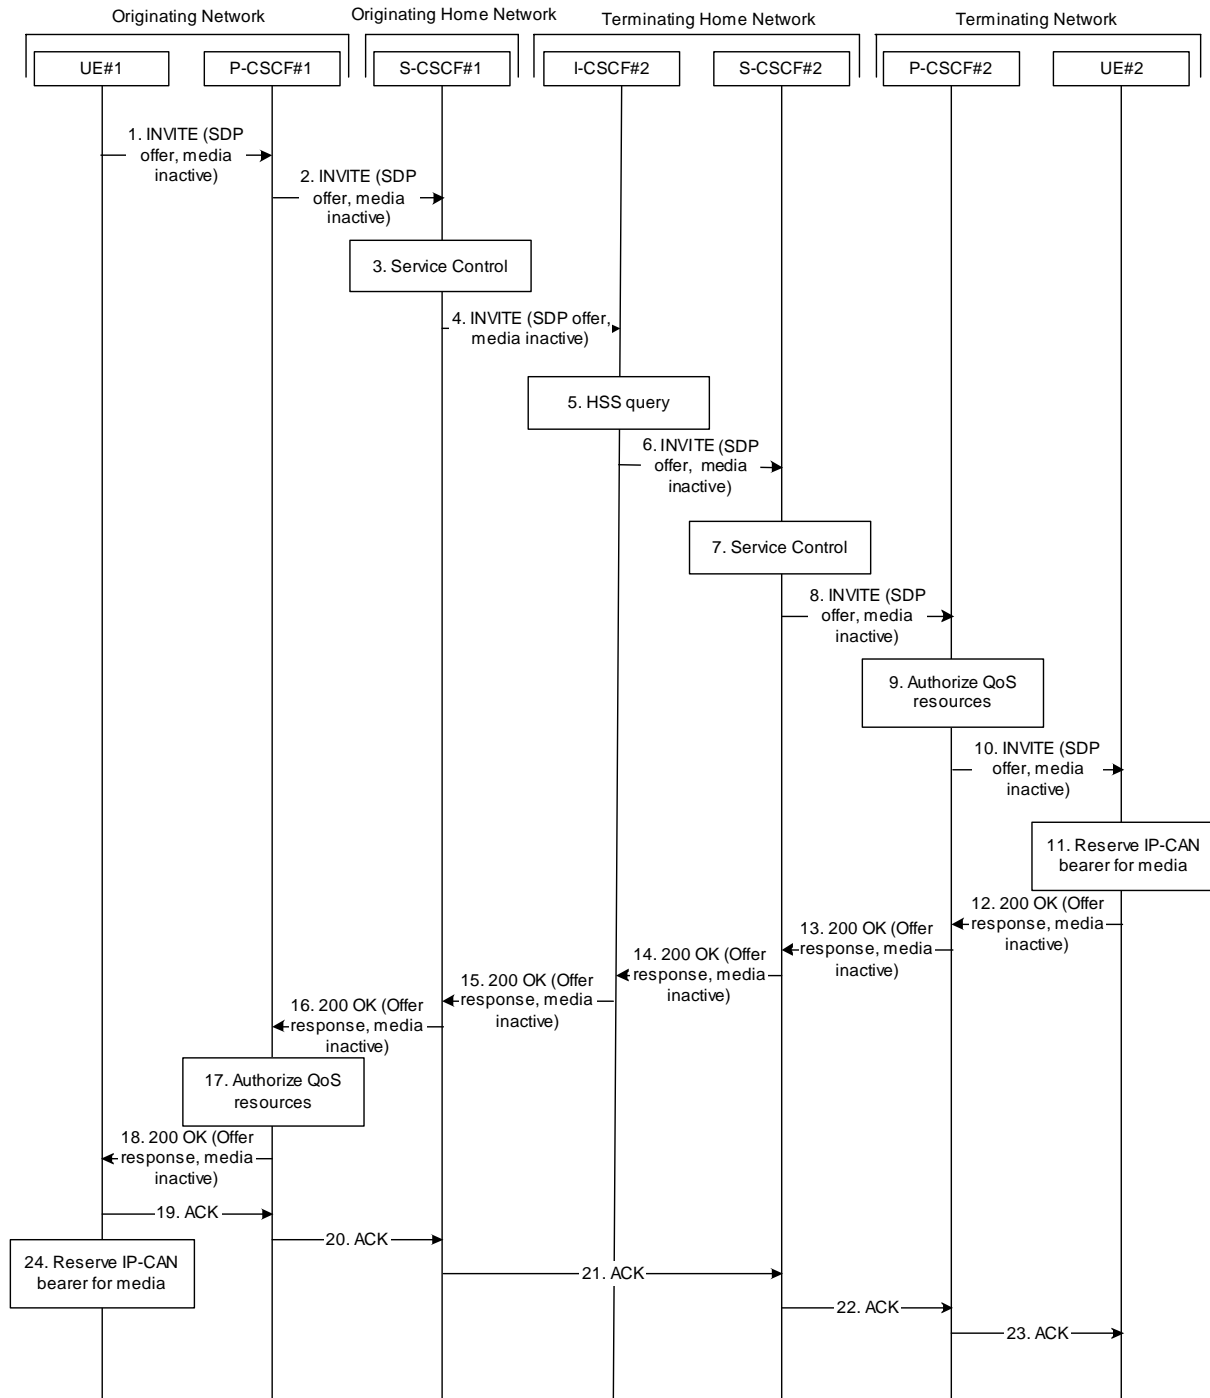 Originating Network
Originating Home Network
Terminating Home Network
Terminating Network
UE#1
P-CSCF#1
S-CSCF#1
I-CSCF#2
S-CSCF#2
P-CSCF#2
UE#2
1. INVITE (SDP
offer, media
inactive)
2. INVITE (SDP
offer, media
inactive)
3. Service Control
4. INVITE (SDP offer,
media inactive)
5. HSS query
6. INVITE (SDP
offer, media
inactive)
7. Service Control
8. INVITE (SDP
offer, media
inactive)
9. Authorize QoS
resources
10. INVITE (SDP
offer, media
inactive)
11. Reserve IP-CAN
bearer for media
12. 200 OK (Offer
response, media
inactive)
13. 200 OK (Offer
response, media
inactive)
14. 200 OK (Offer
response, media
inactive)
15. 200 OK (Offer
response, media
inactive)
16. 200 OK (Offer
response, media
inactive)
17. Authorize QoS
resources
18. 200 OK (Offer
response, media
inactive)
19. ACK
20. ACK
24. Reserve IP-CAN
bearer for media
21. ACK
22. ACK
23. ACK